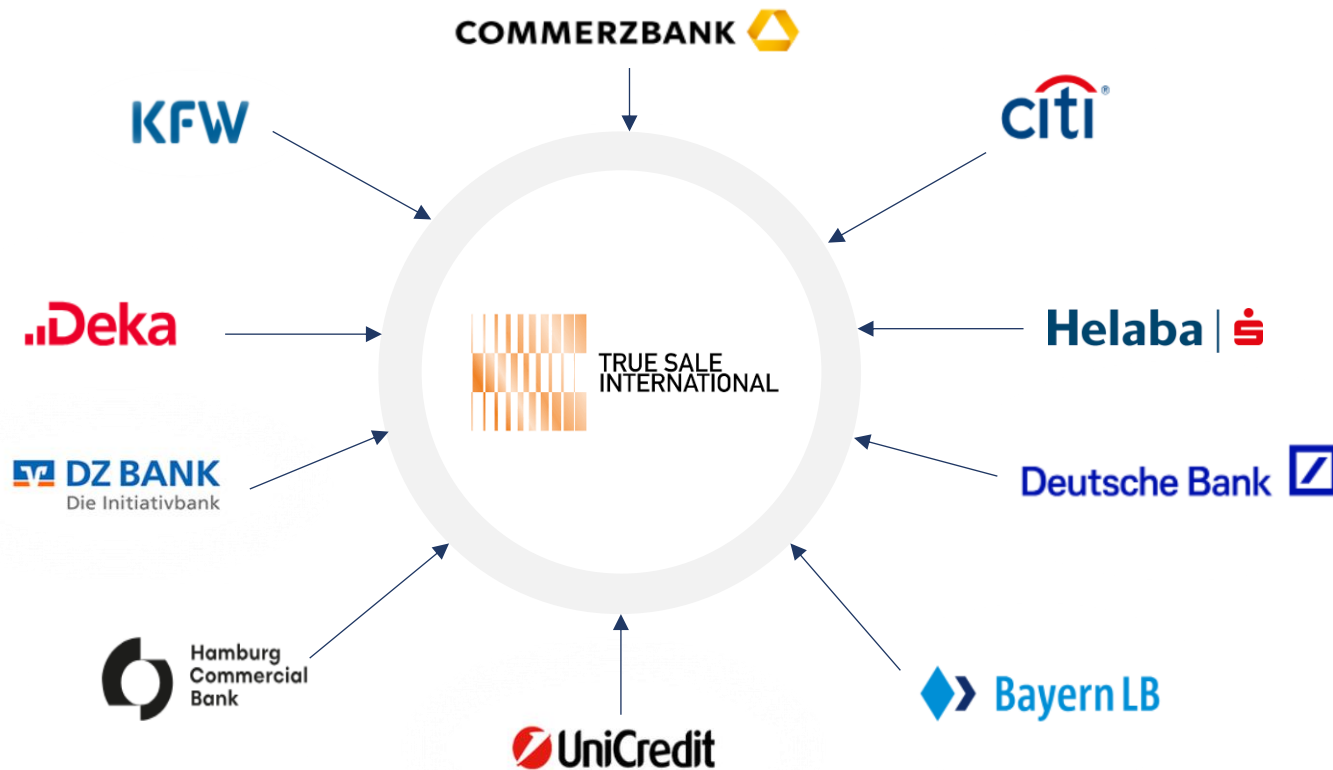 COMMERZBANK
KFW
citi®
.ıDeka
Helaba
TRUE SALE
INTERNATIONAL
DZ BANK
Die Initiativbank
Deutsche Bank
Hamburg
Commercial
Bank
Bayern LB
UniCredit